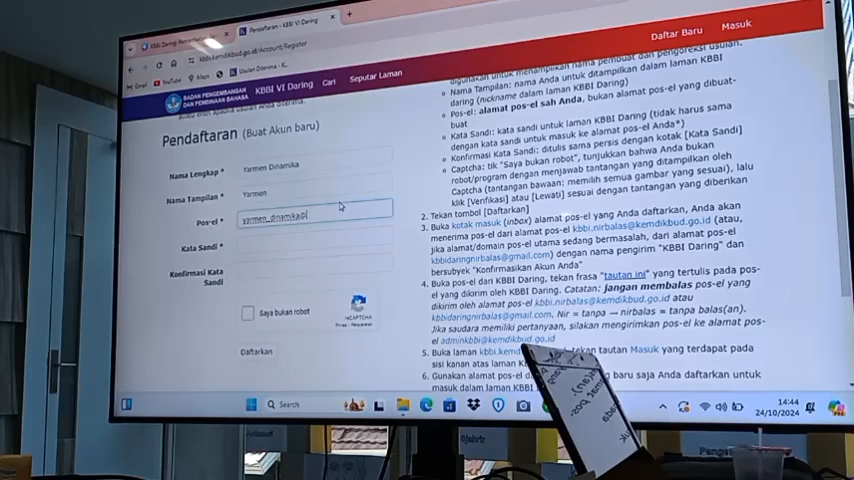 KBBI Daring: Pencarian
Pendaftaran - KBBI VI Daring
kbbi.kemdikbud.go.id/Account/Register
Gmail
YouTube
Maps
Usulan Diterima - K...
Daftar Baru
Masuk
BADAN PENGEMBANGAN
DAN PEMBINAAN BAHASA
KBBI VI Daring
Cari
Seputar Laman
Pendaftaran (Buat Akun baru)
Nama Lengkap *
Yarmen Dinamika
Nama Tampilan *
Yarmen
Pos-el *
yarmen_dinamika@
Kata Sandi *
Konfirmasi Kata
Sandi
Saya bukan robot
reCAPTCHA
Daftarkan
digunakan untuk menampilkan nama pembuat dan pengoreksi usulan.
Nama Tampilan: nama Anda untuk ditampilkan dalam laman KBBI
daring (nickname dalam laman KBBI Daring)
Pos-el: alamat pos-el sah Anda, bukan alamat pos-el yang dibuat-
buat
Kata Sandi: kata sandi untuk laman KBBI Daring (tidak harus sama
dengan kata sandi untuk masuk ke alamat pos-el Anda*)
Konfirmasi Kata Sandi: ditulis sama persis dengan kotak [Kata Sandi]
Captcha: tik "Saya bukan robot", tunjukkan bahwa Anda bukan
robot/program dengan menjawab tantangan yang ditampilkan oleh
Captcha (tantangan bawaan: memilih semua gambar yang sesuai), lalu
klik [Verifikasi] atau [Lewati] sesuai dengan tantangan yang diberikan
2. Tekan tombol [Daftarkan]
3. Buka kotak masuk (inbox) alamat pos-el yang Anda daftarkan, Anda akan
menerima pos-el dari alamat pos-el kbbi.nirbalas@kemdikbud.go.id (atau,
jika alamat/domain pos-el utama sedang bermasalah, dari alamat pos-el
kbbidaringnirbalas@gmail.com) dengan nama pengirim "KBBI Daring" dan
bersubyek "Konfirmasikan Akun Anda"
4. Buka pos-el dari KBBI Daring, tekan frasa "tautan ini" yang tertulis pada pos-
el yang dikirim oleh KBBI Daring. Catatan: jangan membalas pos-el yang
dikirim oleh alamat pos-el kbbi.nirbalas@kemdikbud.go.id atau
kbbidaringnirbalas@gmail.com. Nir = tanpa → nirbalas = tanpa balas(an).
Jika saudara memiliki pertanyaan, silakan mengirimkan pos-el ke alamat pos-
el adminkbbi@kemdikbud.go.id
5. Buka laman kbbi.kemd tekan tautan Masuk yang terdapat pada
sisi kanan atas laman
6. Gunakan alamat pos-el baru saja Anda daftarkan untuk
masuk dalam laman KBBI
Search
14:44
24/10/2024